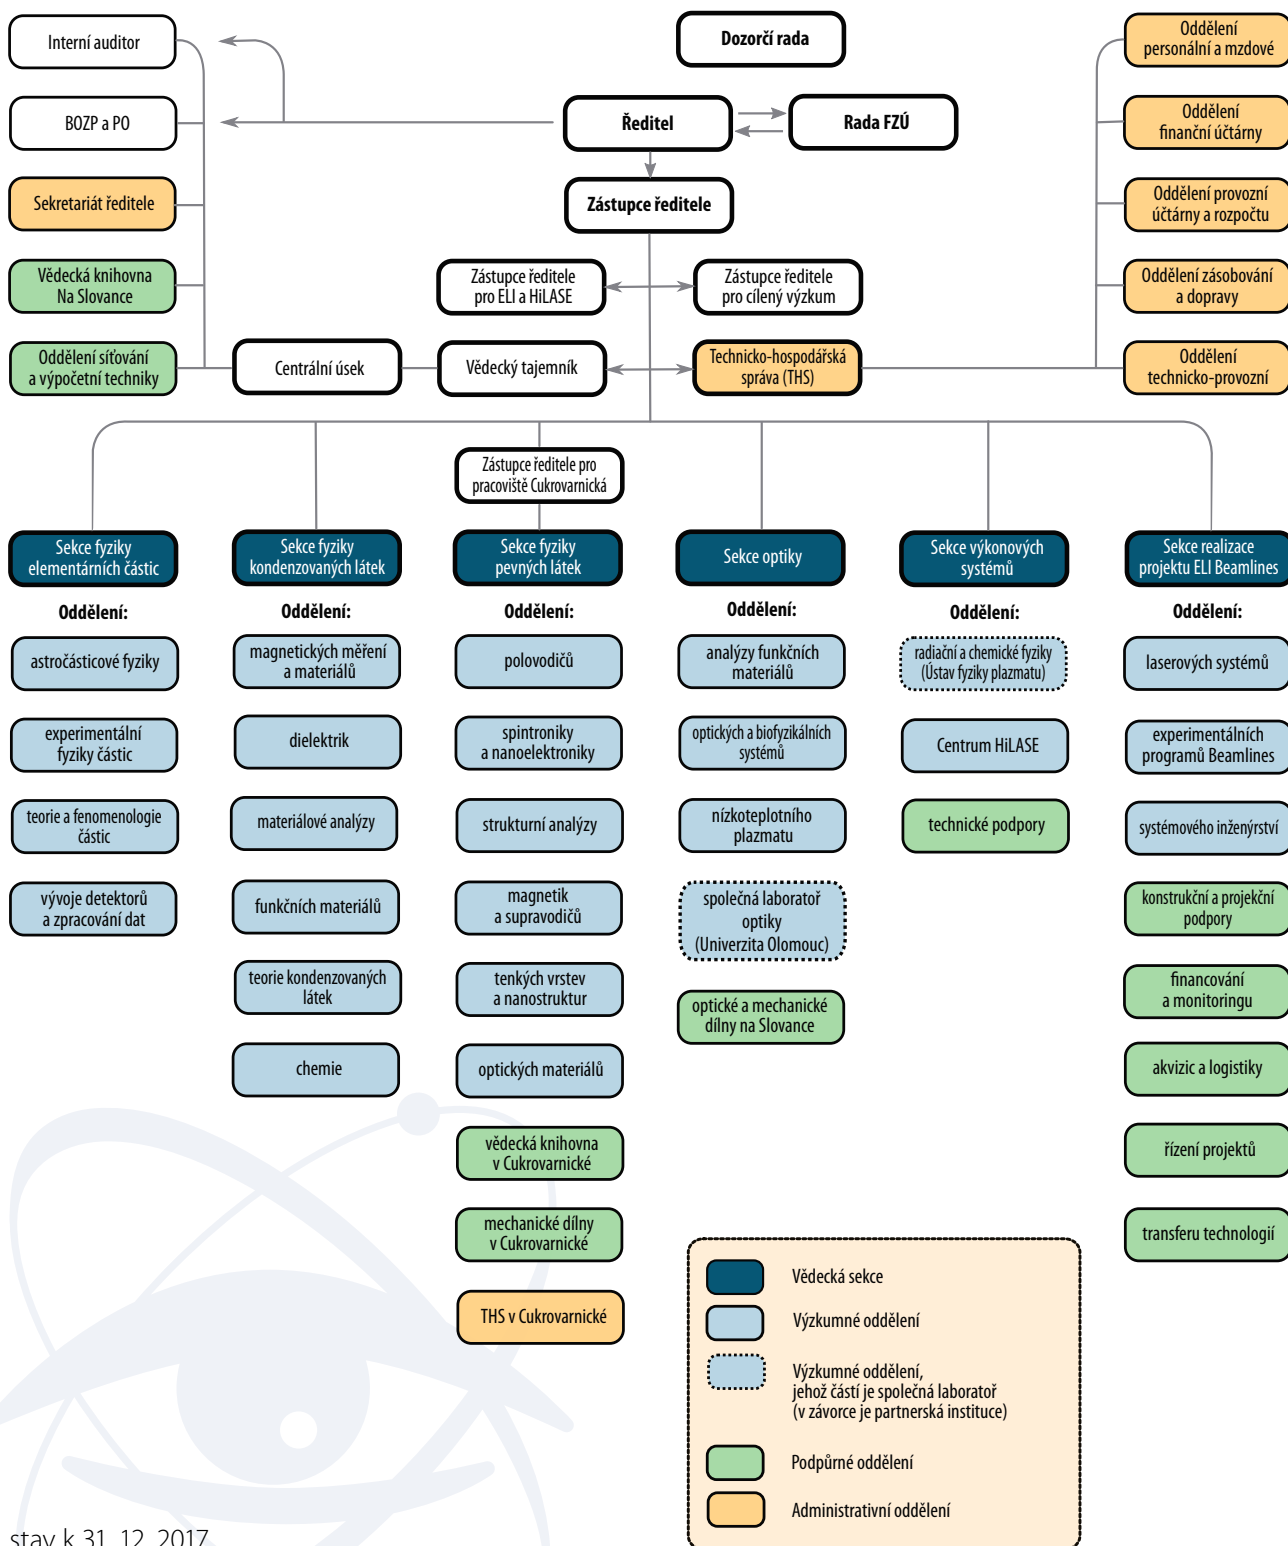 Interní auditor
Dozorčí rada
Oddělení
personální a mzdové
BOZP a PO
Ředitel
Rada FZÚ
Oddělení
finanční účtárny
Sekretariát ředitele
Zástupce ředitele
Oddělení provozní
účtárny a rozpočtu
Vědecká knihovna
Na Slovance
Zástupce ředitele
pro ELI a HiLASE
Zástupce ředitele
pro cílený výzkum
Oddělení zásobování
a dopravy
Oddělení síťování
a výpočetní techniky
Centrální úsek
Vědecký tajemník
Technicko-hospodářská
správa (THS)
Oddělení
technicko-provozní
Zástupce ředitele pro
pracoviště Cukrovarnická
Sekce fyziky
elementárních částic
Oddělení:
astročásticové fyziky
experimentální
fyziky částic
teorie a fenomenologie
částic
vývoje detektorů
a zpracování dat
Sekce fyziky
kondenzovaných látek
Oddělení:
magnetických měření
a materiálů
dielektrik
materiálové analýzy
funkčních materiálů
teorie kondenzovaných
látek
chemie
Sekce fyziky
pevných látek
Oddělení:
polovodičů
spintroniky
a nanoelektroniky
strukturní analýzy
magnetik
a supravodičů
tenkých vrstev
a nanostruktur
optických materiálů
vědecká knihovna
v Cukrovarnické
mechanické dílny
v Cukrovarnické
THS v Cukrovarnické
Sekce optiky
Oddělení:
analýzy funkčních
materiálů
optických a biofyzikálních
systémů
nízkoteplotního
plazmatu
společná laboratoř
optiky
(Univerzita Olomouc)
optické a mechanické
dílny na Slovance
Sekce výkonových
systémů
Oddělení:
radiační a chemické fyziky
(Ústav fyziky plazmatu)
Centrum HiLASE
technické podpory
Sekce realizace
projektu ELI Beamlines
Oddělení:
laserových systémů
experimentálních
programů Beamlines
systémového inženýrství
konstrukční a projekční
podpory
financování
a monitoringu
akvizic a logistiky
řízení projektů
transferu technologií
Vědecká sekce
Výzkumné oddělení
Výzkumné oddělení,
jehož částí je společná laboratoř
(v závorce je partnerská instituce)
Podpůrné oddělení
Administrativní oddělení
stav k 31. 12. 2017